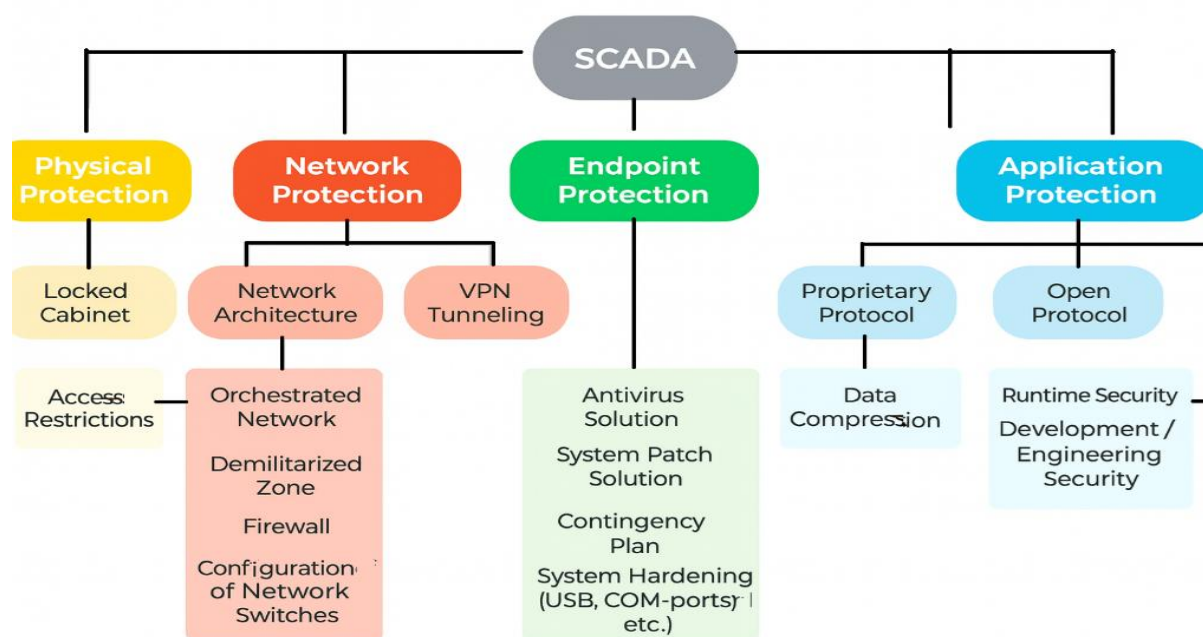 SCADA
Physical
Protection
Network
Protection
Endpoint
Protection
Application
Protection
Locked
Cabinet
Network
Architecture
VPN
Tunneling
Proprietary
Protocol
Open
Protocol
Access
Restrictions
Orchestrated
Network
Demilitarized
Zone
Firewall
Configuration
of Network
Switches
Antivirus
Solution
System Patch
Solution
Contingency
Plan
System Hardening
(USB, COM-ports)
etc.)
Data
Compression
Runtime Security
Development /
Engineering
Security